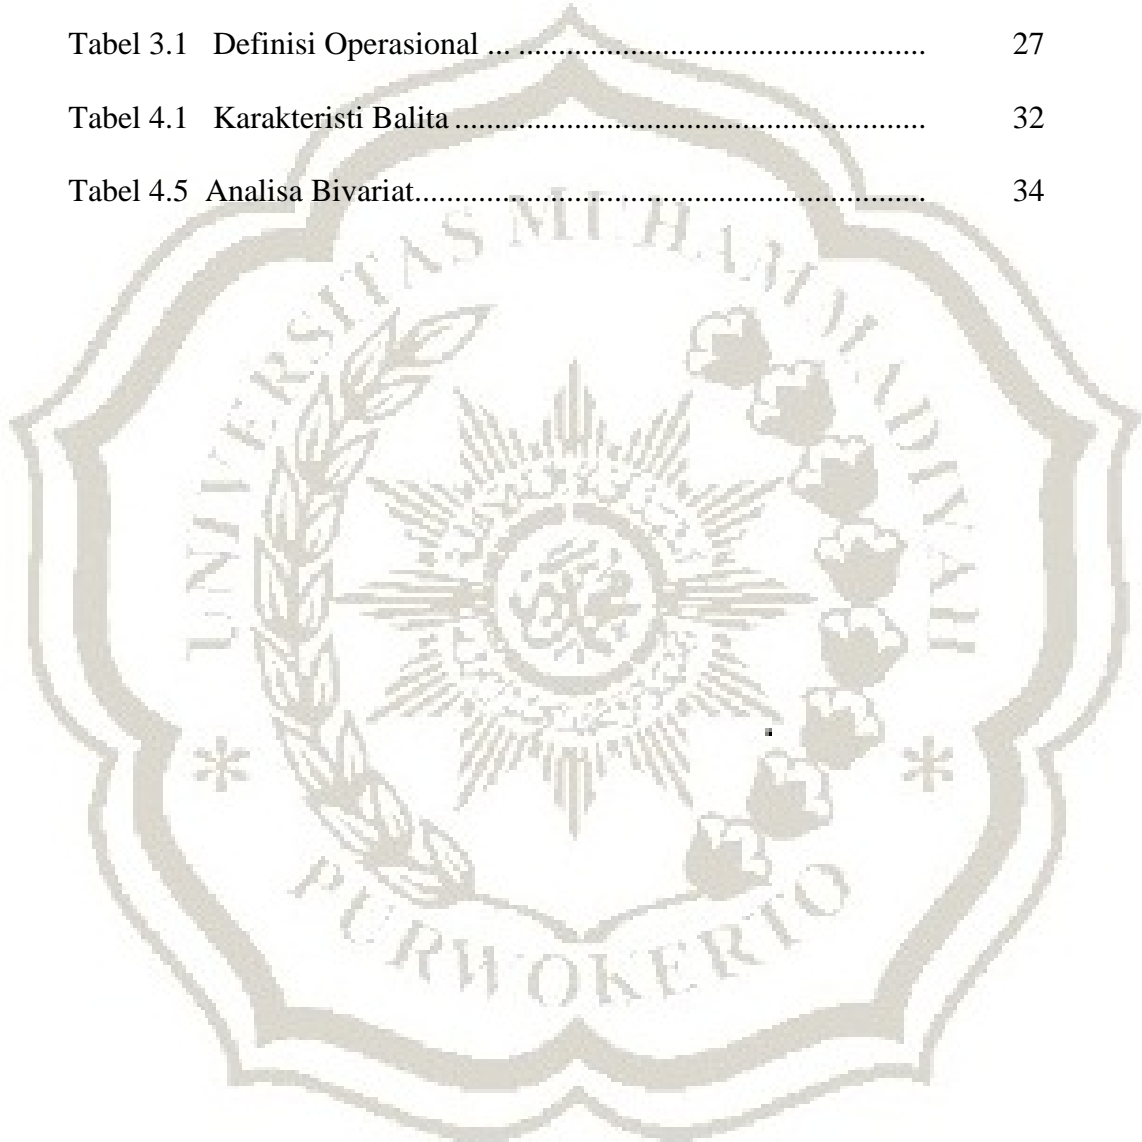 Tabel 3.1 Definisi Operasional ... ................................................... 27
Tabel 4.1 Karakteristi Balita ........................................................... 32
Tabel 4.5 Analisa Bivariat................................................................ 34
UNIVERSITAS MUHAMMADIYAH
* PURWOKERTO *